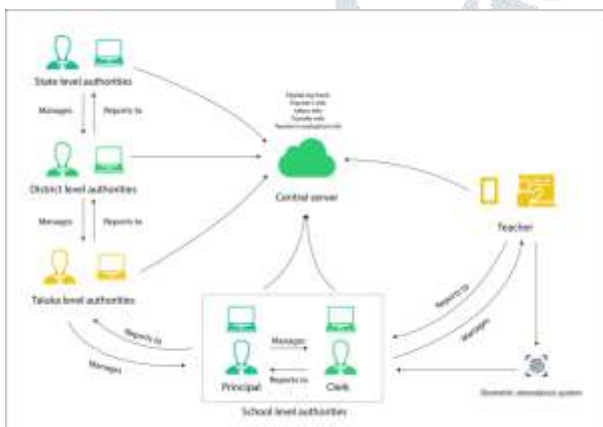 State level authorities
Manages
Reports to
District level authorities
Manages
Reports to
Taluka level authorities
Central server
Teacher
Reports to
Manages
Reports to
Manages
Manages
Reports to
Principal
Clerk
School level authorities
Biometric attendance system